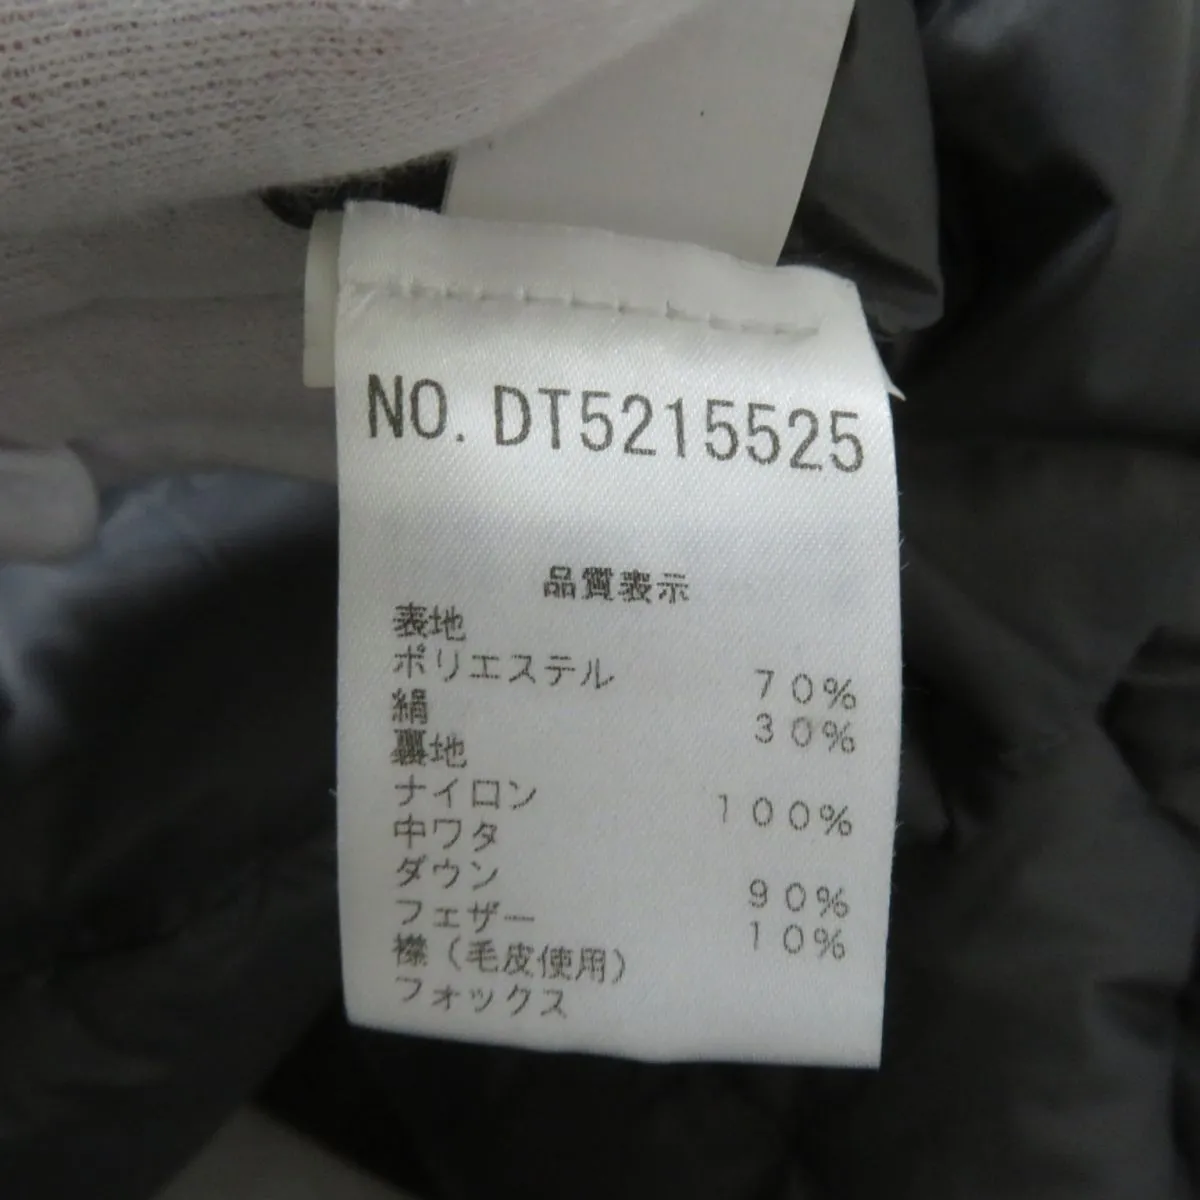 NO. DT5215525
品質表示
表地
ポリエステル 70%
絹 30%
裏地
ナイロン 100%
中ワタ
ダウン 90%
フェザー 10%
襟(毛皮使用)
フォックス